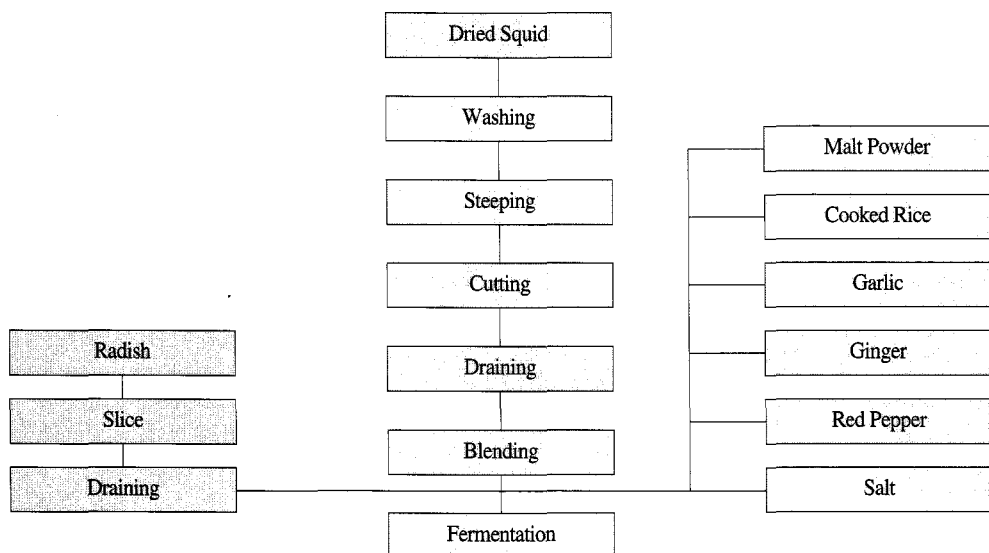 Dried Squid
Washing
Steeping
Cutting
Draining
Blending
Fermentation
Radish
Slice
Draining
Malt Powder
Cooked Rice
Garlic
Ginger
Red Pepper
Salt